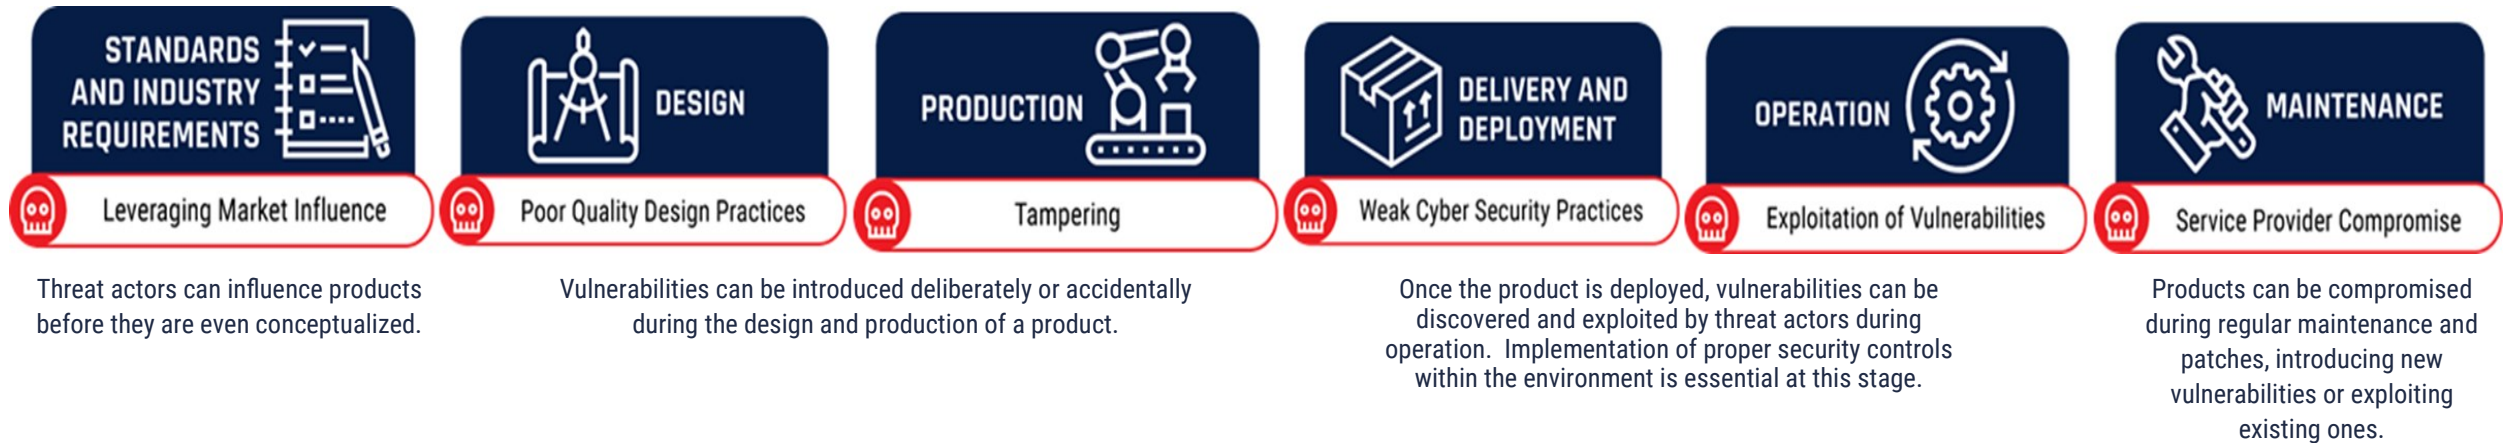 STANDARDS
AND INDUSTRY
REQUIREMENTS
Leveraging Market Influence
Threat actors can influence products
before they are even conceptualized.
DESIGN
Poor Quality Design Practices
PRODUCTION
Tampering
Vulnerabilities can be introduced deliberately or accidentally
during the design and production of a product.
DELIVERY AND
DEPLOYMENT
Weak Cyber Security Practices
OPERATION
Exploitation of Vulnerabilities
Once the product is deployed, vulnerabilities can be
discovered and exploited by threat actors during
operation.  Implementation of proper security controls
within the environment is essential at this stage.
MAINTENANCE
Service Provider Compromise
Products can be compromised
during regular maintenance and
patches, introducing new
vulnerabilities or exploiting
existing ones.